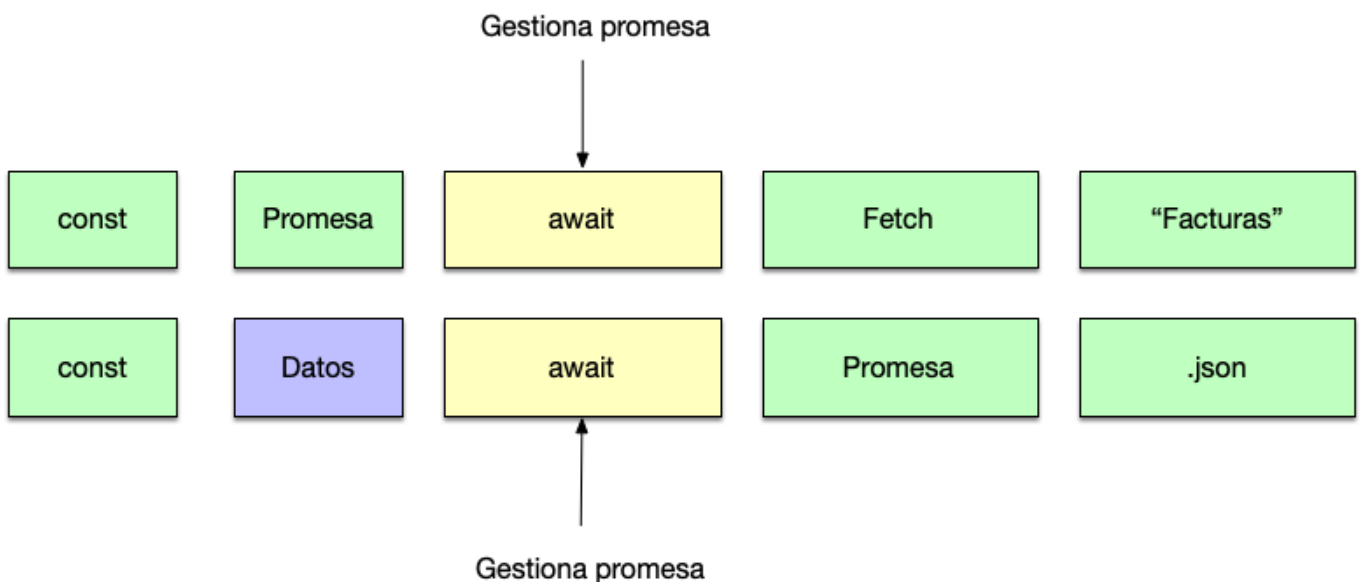 Gestiona promesa
const Promesa await Fetch “Facturas”
const Datos await Promesa .json
Gestiona promesa